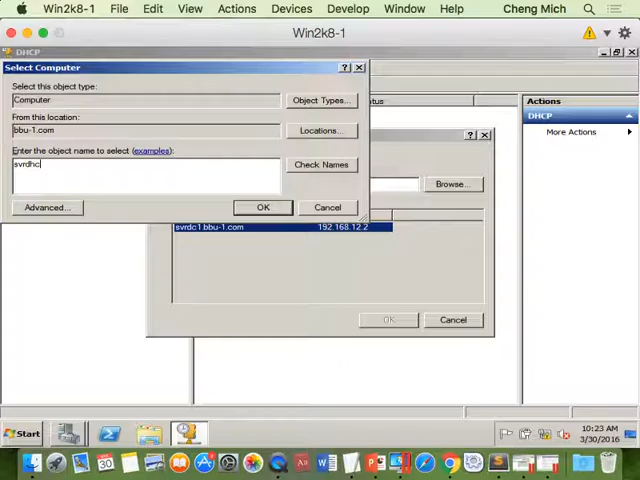 Win2k8-1 File Edit View Actions Devices Develop Window Help Cheng Mich
Win2k8-1
DHCP
Select Computer
Select this object type:
Computer
Object Types...
From this location:
bbu-1.com
Locations...
Enter the object name to select (examples):
svrdhc
Check Names
Advanced...
OK
Cancel
Browse...
svrdc1.bbu-1.com 192.168.12.2
OK
Cancel
Actions
DHCP
More Actions
Start
10:23 AM
3/30/2016